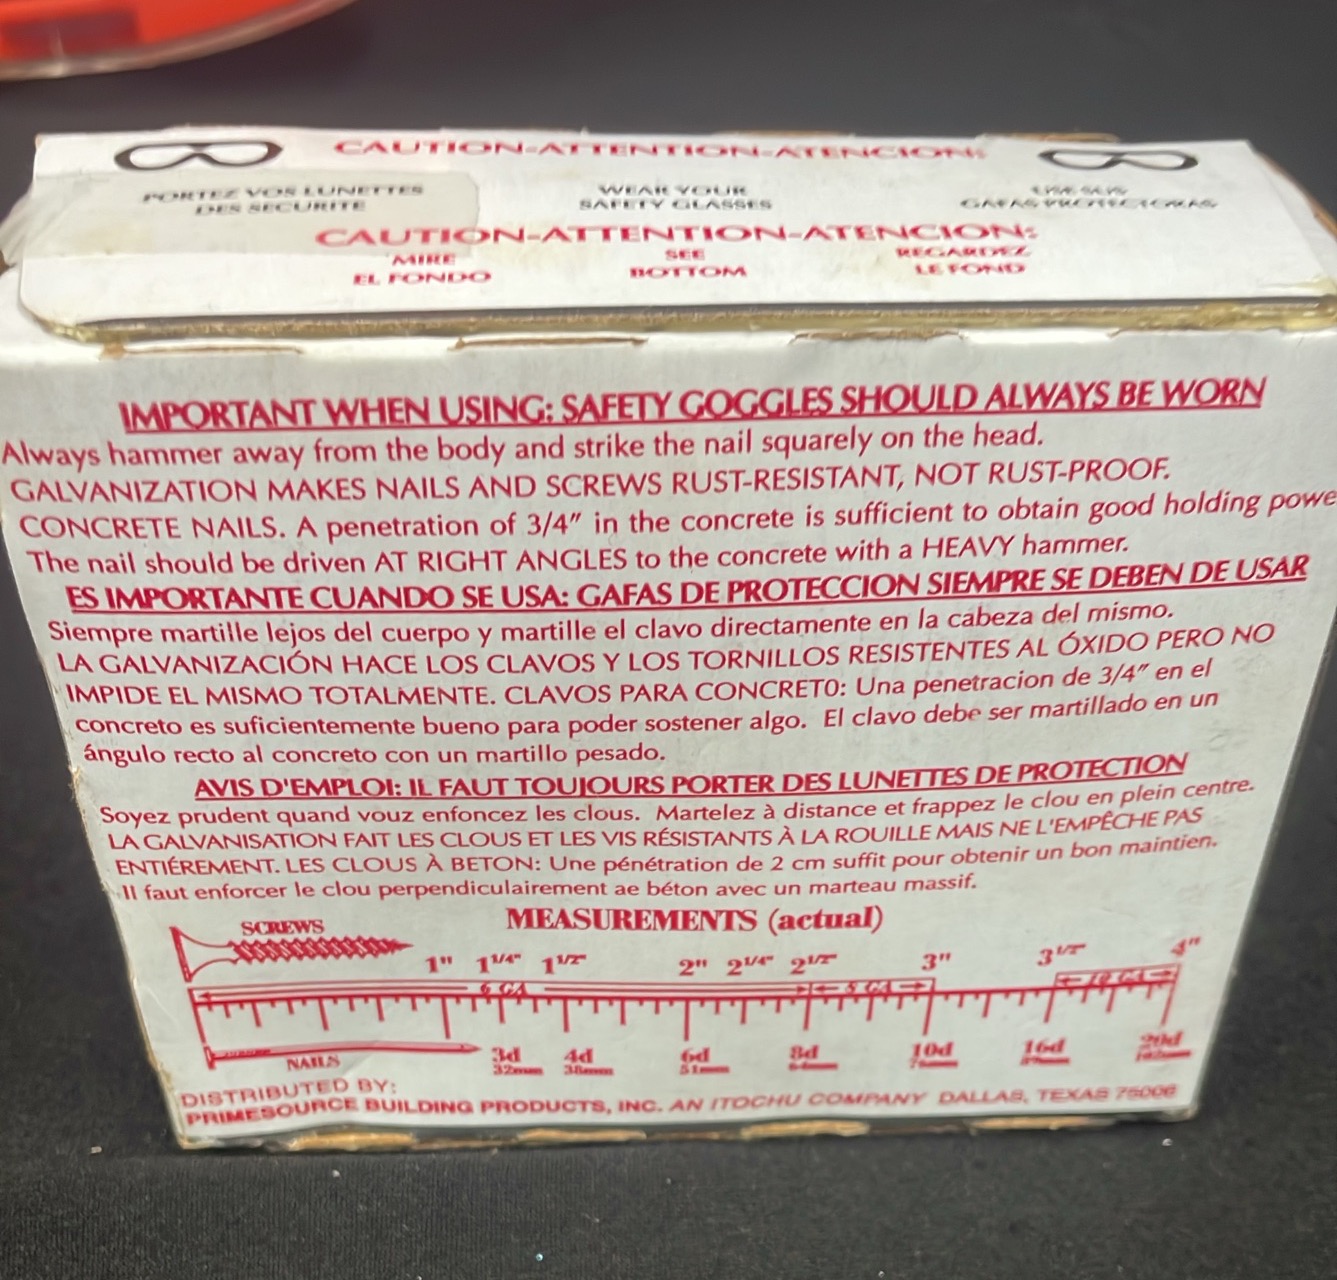 CAUTION-ATTENTION-ATENCION:
PORTEZ VOS LUNETTES WEAR YOUR USE SUS
DES SECURITE SAFETY GLASSES GAFAS PROTECTORAS
CAUTION-ATTENTION-ATENCION:
MIRE SEE REGARDEZ
EL FONDO BOTTOM LE FOND
IMPORTANT WHEN USING: SAFETY GOGGLES SHOULD ALWAYS BE WORN
Always hammer away from the body and strike the nail squarely on the head.
GALVANIZATION MAKES NAILS AND SCREWS RUST-RESISTANT, NOT RUST-PROOF.
CONCRETE NAILS. A penetration of 3/4" in the concrete is sufficient to obtain good holding powe
The nail should be driven AT RIGHT ANGLES to the concrete with a HEAVY hammer.
ES IMPORTANTE CUANDO SE USA: GAFAS DE PROTECCION SIEMPRE SE DEBEN DE USAR
Siempre martille lejos del cuerpo y martille el clavo directamente en la cabeza del mismo.
LA GALVANIZACIÓN HACE LOS CLAVOS Y LOS TORNILLOS RESISTENTES AL ÓXIDO PERO NO
IMPIDE EL MISMO TOTALMENTE. CLAVOS PARA CONCRETO: Una penetracion de 3/4" en el
concreto es suficientemente bueno para poder sostener algo. El clavo debe ser martillado en un
ángulo recto al concreto con un martillo pesado.
AVIS D'EMPLOI: IL FAUT TOUJOURS PORTER DES LUNETTES DE PROTECTION
Soyez prudent quand vouz enfoncez les clous. Martelez à distance et frappez le clou en plein centre.
LA GALVANISATION FAIT LES CLOUS ET LES VIS RÉSISTANTS À LA ROUILLE MAIS NE L'EMPÊCHE PAS
ENTIÉREMENT. LES CLOUS À BETON: Une pénétration de 2 cm suffit pour obtenir un bon maintien.
Il faut enforcer le clou perpendiculairement ae béton avec un marteau massif.
SCREWS MEASUREMENTS (actual)
1" 1 1/4" 1 1/2" 2" 2 1/4" 2 1/2" 3" 3 1/2" 4"
6 GA 8 GA 10 GA
NAILS 3d 4d 6d 8d 10d 16d 20d
32mm 38mm 51mm
DISTRIBUTED BY:
PRIMESOURCE BUILDING PRODUCTS, INC. AN ITOCHU COMPANY DALLAS, TEXAS 75006